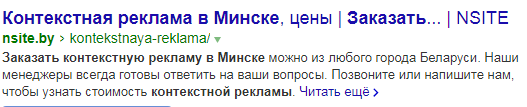 Контекстная реклама в Минске, цены | Заказать... | NSITE
nsite.by › kontekstnaya-reklama/
Заказать контекстную рекламу в Минске можно из любого города Беларуси. Наши
менеджеры всегда готовы ответить на ваши вопросы. Позвоните или напишите нам,
чтобы узнать стоимость контекстной рекламы. Читать ещё ›